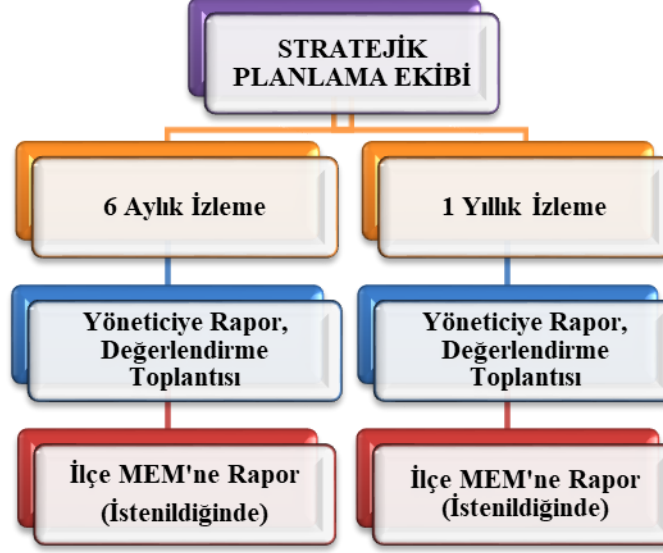 STRATEJİK
PLANLAMA EKİBİ
6 Aylık İzleme
1 Yıllık İzleme
Yöneticiye Rapor,
Değerlendirme
Toplantısı
Yöneticiye Rapor,
Değerlendirme
Toplantısı
İlçe MEM'ne Rapor
(İstenildiğinde)
İlçe MEM'ne Rapor
(İstenildiğinde)